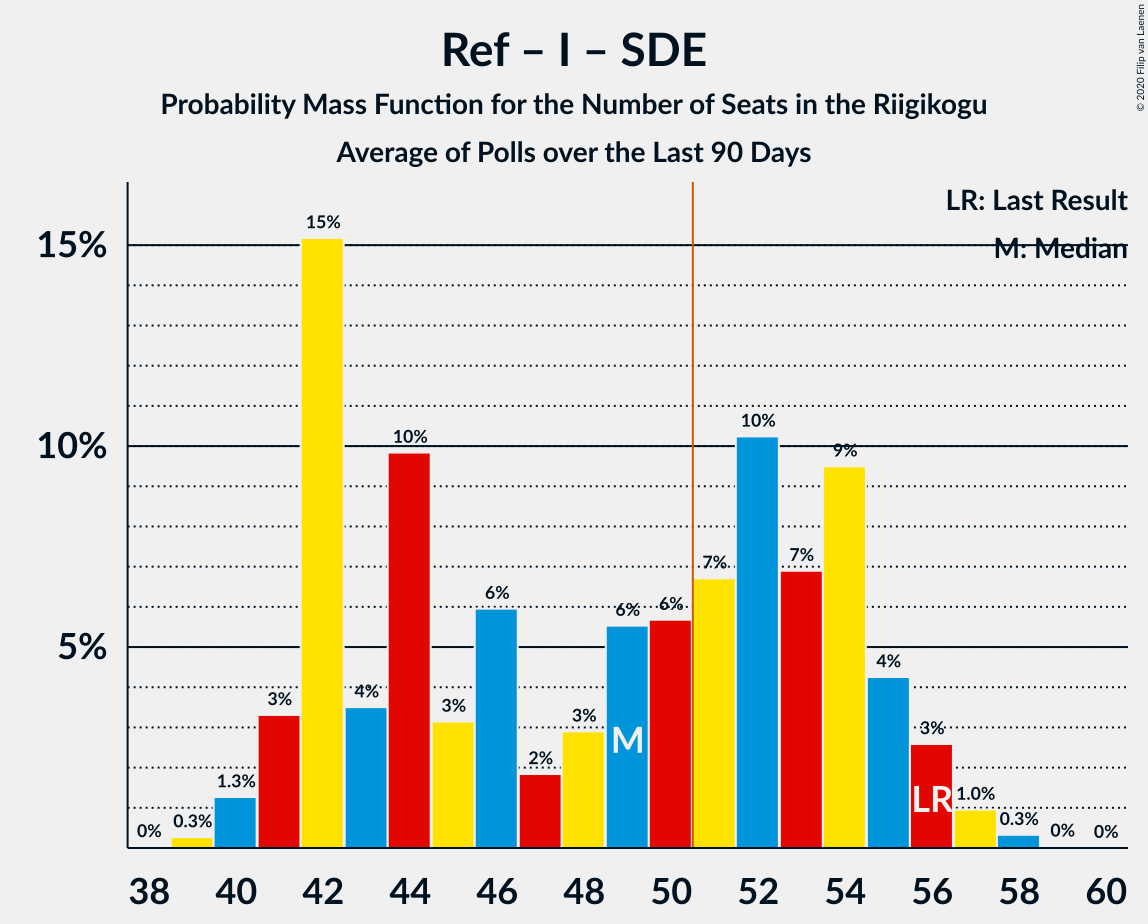 Ref – I – SDE
Probability Mass Function for the Number of Seats in the Riigikogu
Average of Polls over the Last 90 Days
© 2020 Filip van Laenen
LR: Last Result
M: Median
15%
10%
5%
0%
0.3%
1.3%
3%
15%
4%
10%
3%
6%
2%
3%
6%
6%
7%
10%
7%
9%
4%
3%
1.0%
0.3%
0%
0%
M
LR
38 40 42 44 46 48 50 52 54 56 58 60